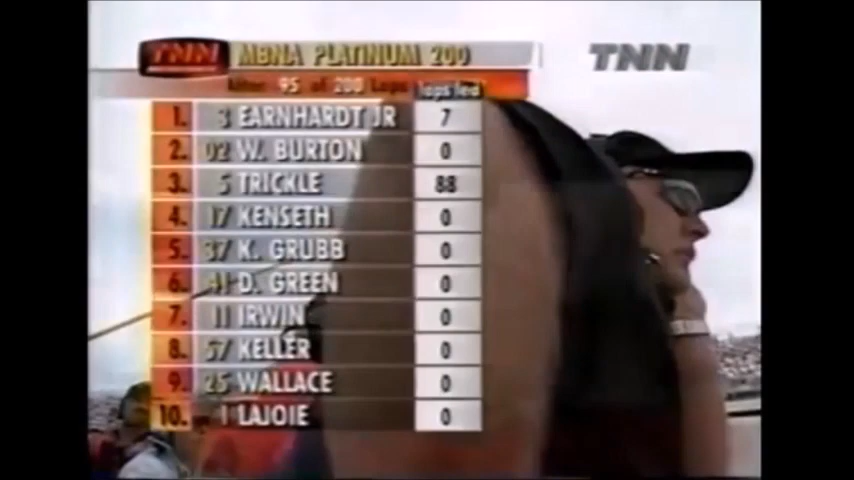 TNN MBNA PLATINUM 200 TNN
After 95 of 200 Laps laps led
1. 3 EARNHARDT JR 7
2. 02 W. BURTON 0
3. 5 TRICKLE 88
4. 17 KENSETH 0
5. 37 K. GRUBB 0
6. 41 D. GREEN 0
7. 11 IRWIN 0
8. 57 KELLER 0
9. 25 WALLACE 0
10. 1 LAJOIE 0